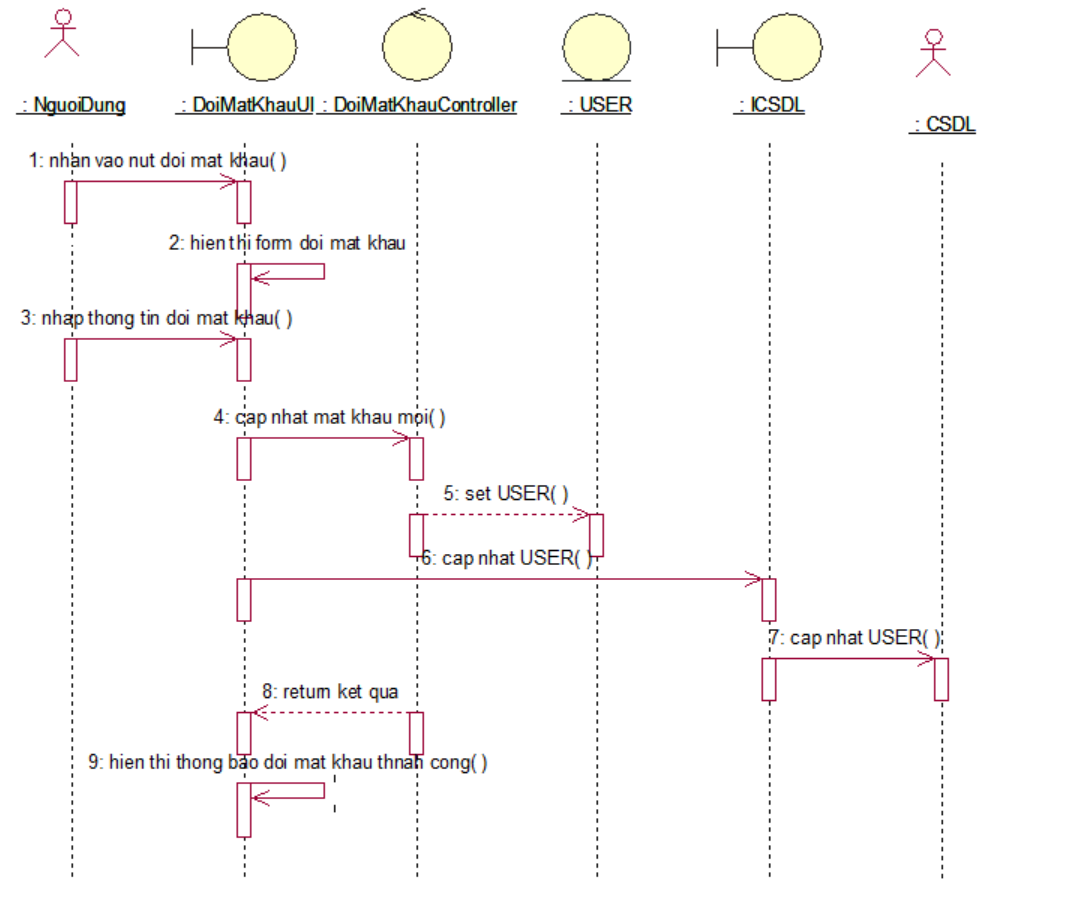 : NguoiDung
: DoiMatKhauUI
: DoiMatKhauController
: USER
: ICSDL
: CSDL
1: nhan vao nut doi mat khau( )
2: hien thi form doi mat khau
3: nhap thong tin doi mat khau( )
4: cap nhat mat khau moi( )
5: set USER( )
6: cap nhat USER( )
7: cap nhat USER( )
8: return ket qua
9: hien thi thong bao doi mat khau thnah cong( )